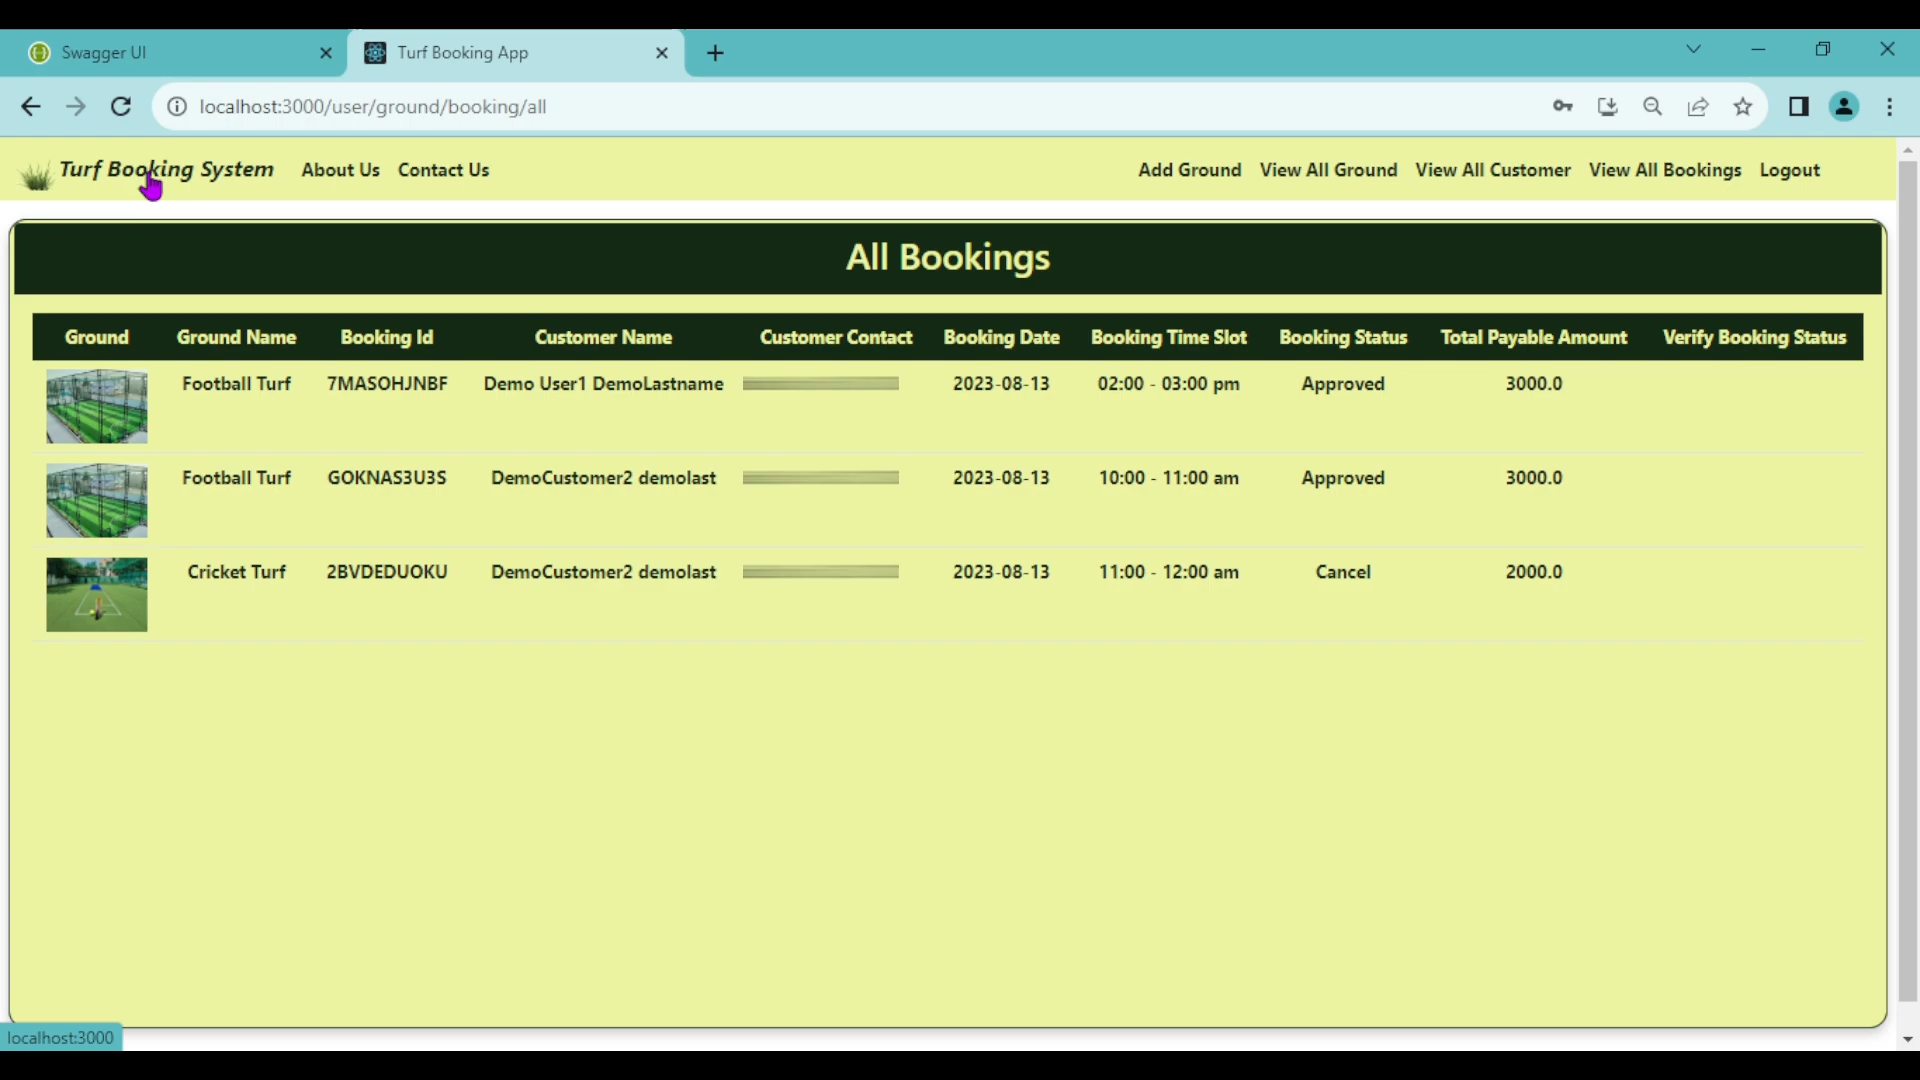 Swagger UI
Turf Booking App
localhost:3000/user/ground/booking/all
Turf Booking System About Us Contact Us Add Ground View All Ground View All Customer View All Bookings Logout
All Bookings
Ground Ground Name Booking Id Customer Name Customer Contact Booking Date Booking Time Slot Booking Status Total Payable Amount Verify Booking Status
Football Turf 7MASOHJNBF Demo User1 DemoLastname 2023-08-13 02:00 - 03:00 pm Approved 3000.0
Football Turf GOKNAS3U3S DemoCustomer2 demolast 2023-08-13 10:00 - 11:00 am Approved 3000.0
Cricket Turf 2BVDEDUOKU DemoCustomer2 demolast 2023-08-13 11:00 - 12:00 am Cancel 2000.0
localhost:3000